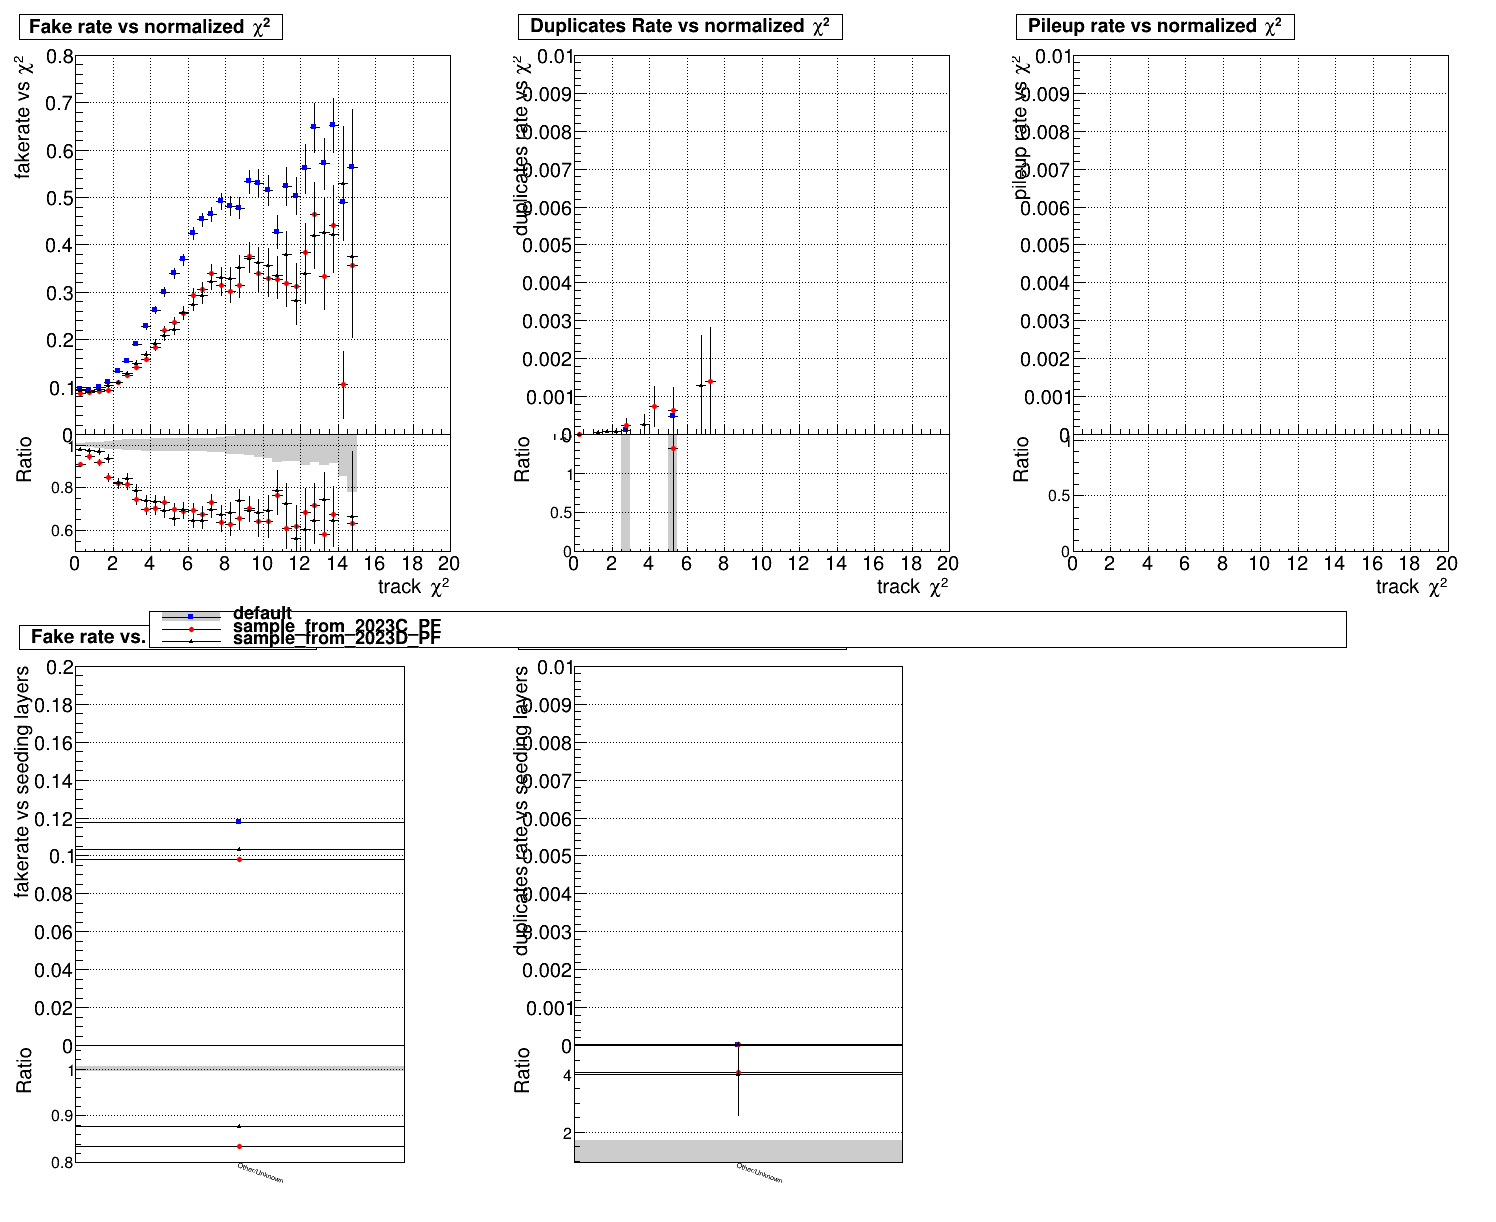 Fake rate vs normalized χ²
Duplicates Rate vs normalized χ²
Pileup rate vs normalized χ²
fakerate vs χ²
0.8
0.7
0.6
0.5
0.4
0.3
0.2
0.1
0
Ratio
1
0.8
0.6
0 2 4 6 8 10 12 14 16 18 20
track χ²
duplicates rate vs χ²
0.01
0.009
0.008
0.007
0.006
0.005
0.004
0.003
0.002
0.001
0
Ratio
1
0.5
0
0 2 4 6 8 10 12 14 16 18 20
track χ²
pileup rate vs χ²
0.01
0.009
0.008
0.007
0.006
0.005
0.004
0.003
0.002
0.001
0
Ratio
1
0.5
0
0 2 4 6 8 10 12 14 16 18 20
track χ²
default
sample_from_2023C_PF
sample_from_2023D_PF
Fake rate vs.
fakerate vs seeding layers
0.2
0.18
0.16
0.14
0.12
0.1
0.08
0.06
0.04
0.02
0
Ratio
1
0.9
0.8
Other/Unknown
duplicates rate vs seeding layers
0.01
0.009
0.008
0.007
0.006
0.005
0.004
0.003
0.002
0.001
0
Ratio
4
2
Other/Unknown